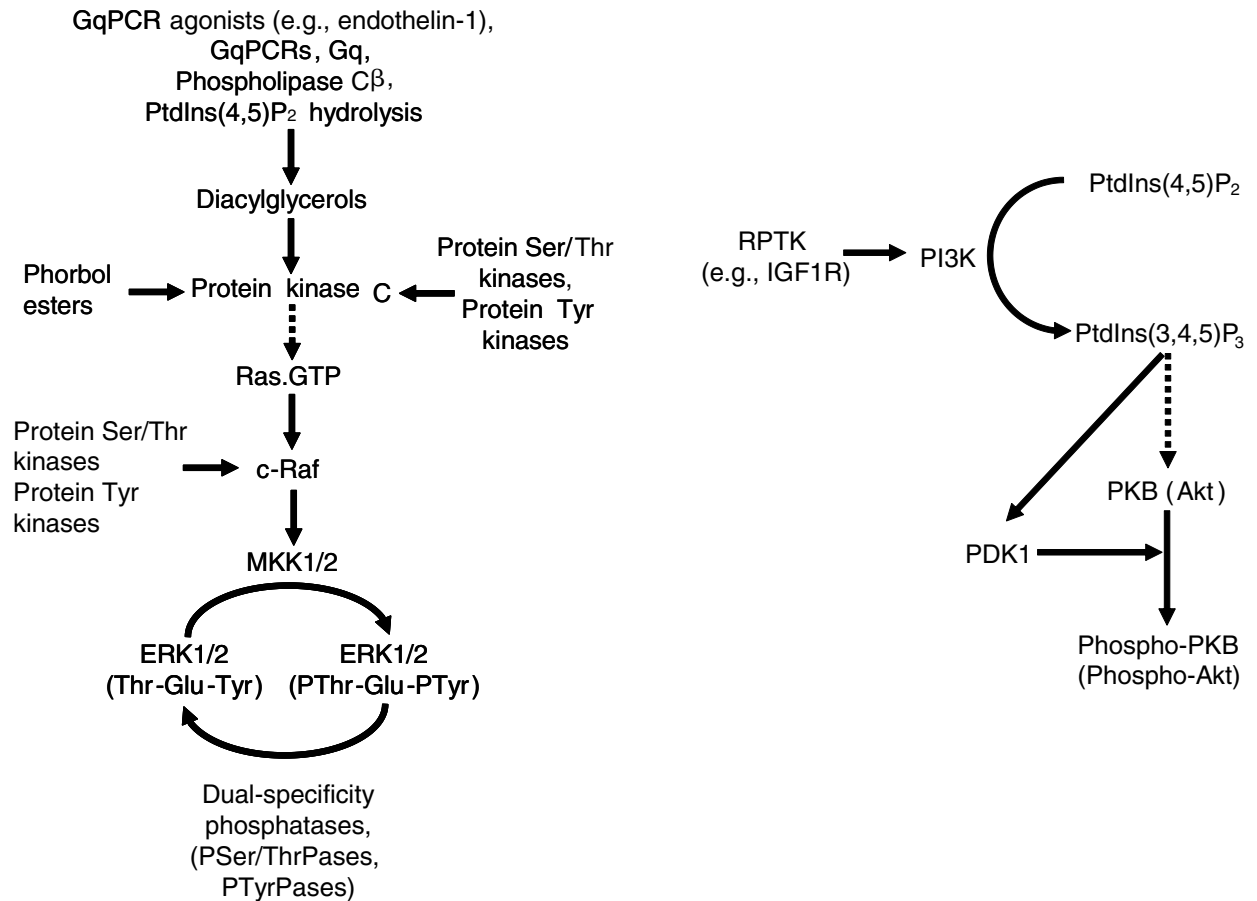 GqPCR agonists (e.g., endothelin-1),
GqPCRs, Gq,
Phospholipase Cβ,
PtdIns(4,5)P2 hydrolysis
Diacylglycerols
Phorbol
esters
Protein kinase C
Protein Ser/Thr
kinases,
Protein Tyr
kinases
Ras.GTP
Protein Ser/Thr
kinases
Protein Tyr
kinases
c-Raf
MKK1/2
ERK1/2
(Thr-Glu-Tyr)
ERK1/2
(PThr-Glu-PTyr)
Dual-specificity
phosphatases,
(PSer/ThrPases,
PTyrPases)
PtdIns(4,5)P2
RPTK
(e.g., IGF1R)
PI3K
PtdIns(3,4,5)P3
PKB (Akt)
PDK1
Phospho-PKB
(Phospho-Akt)